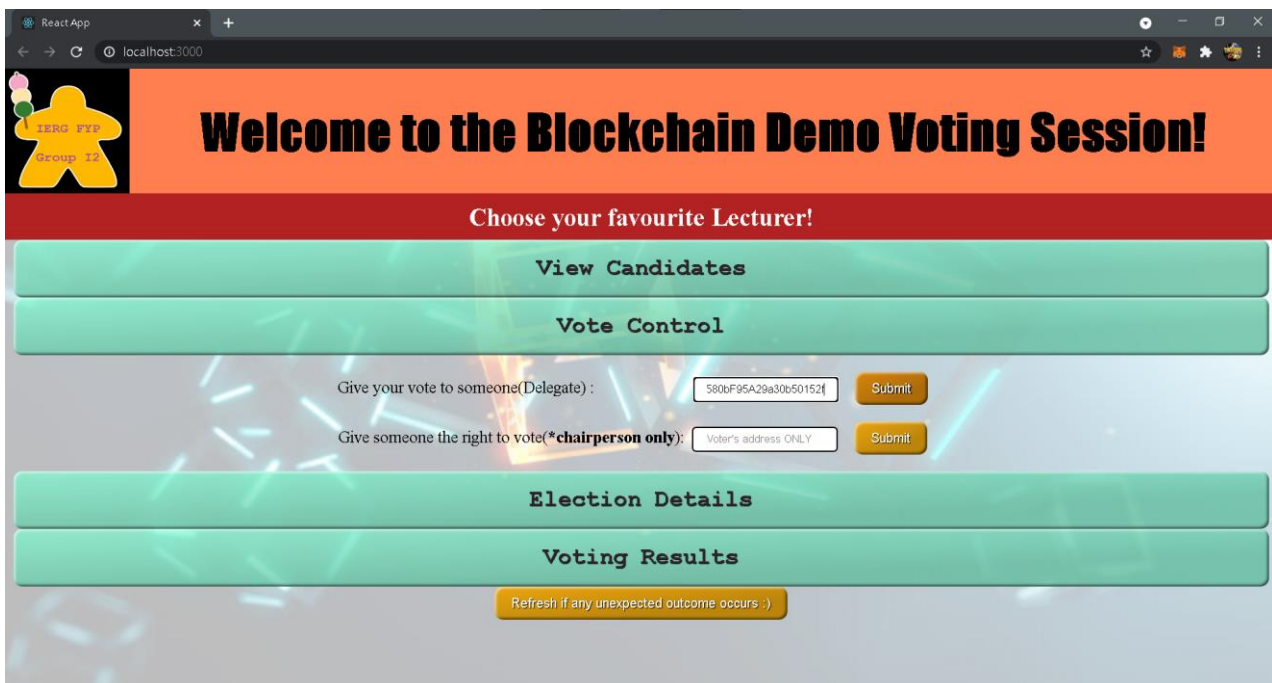 React App
localhost:3000
IERG FYP
Group I2
Welcome to the Blockchain Demo Voting Session!
Choose your favourite Lecturer!
View Candidates
Vote Control
Give your vote to someone(Delegate) : 580bF95A29a30b50152f Submit
Give someone the right to vote(*chairperson only): Voter's address ONLY Submit
Election Details
Voting Results
Refresh if any unexpected outcome occurs :)